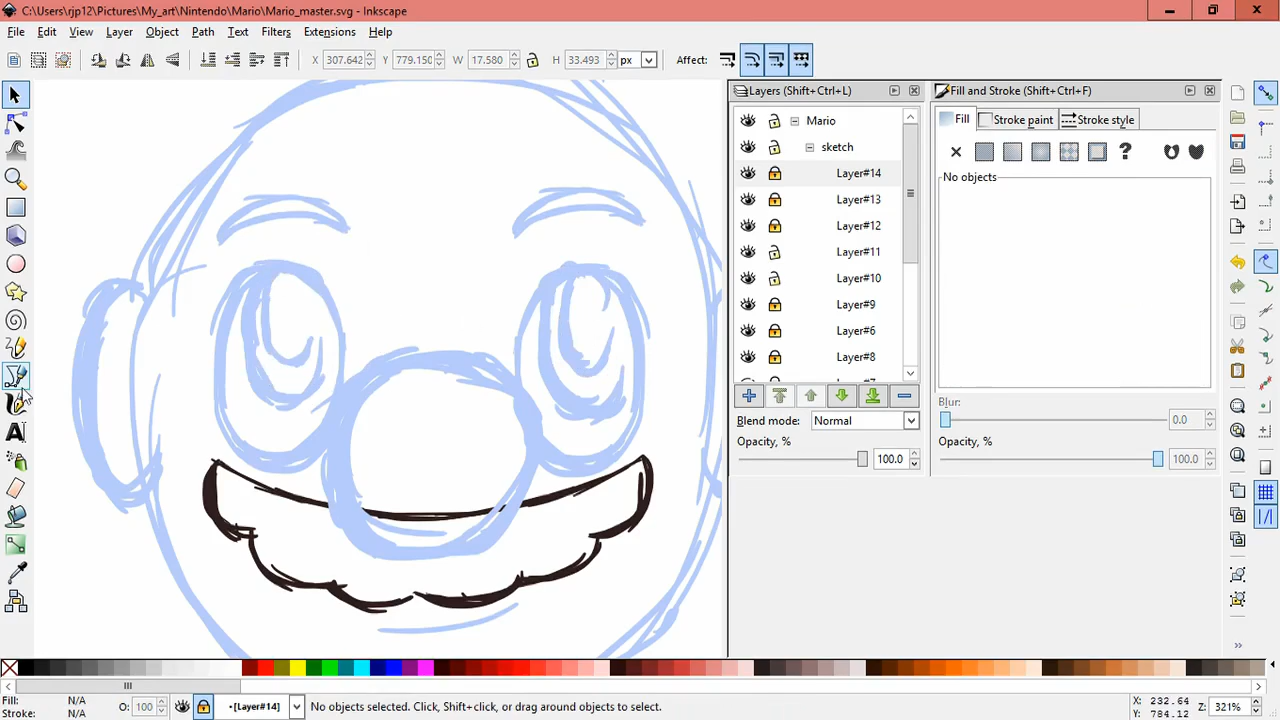 C:\Users\rjp12\Pictures\My_art\Nintendo\Mario\Mario_master.svg - Inkscape
File Edit View Layer Object Path Filters Text Extensions Help
X 307.642 Y 779.150 W 17.580 H 33.493 px Affect:
Layers (Shift+Ctrl+L)
Mario
sketch
Layer#14
Layer#13
Layer#12
Layer#11
Layer#10
Layer#9
Layer#6
Layer#8
Blend mode: Normal
Opacity, % 100.0
Fill and Stroke (Shift+Ctrl+F)
Fill Stroke paint Stroke style
No objects
Blur: 0.0
Opacity, % 100.0
Fill: N/A
Stroke: N/A
O: 100
•[Layer#14]
No objects selected. Click, Shift+click, or drag around objects to select.
X: 232.64
Y: 784.12
Z: 321%